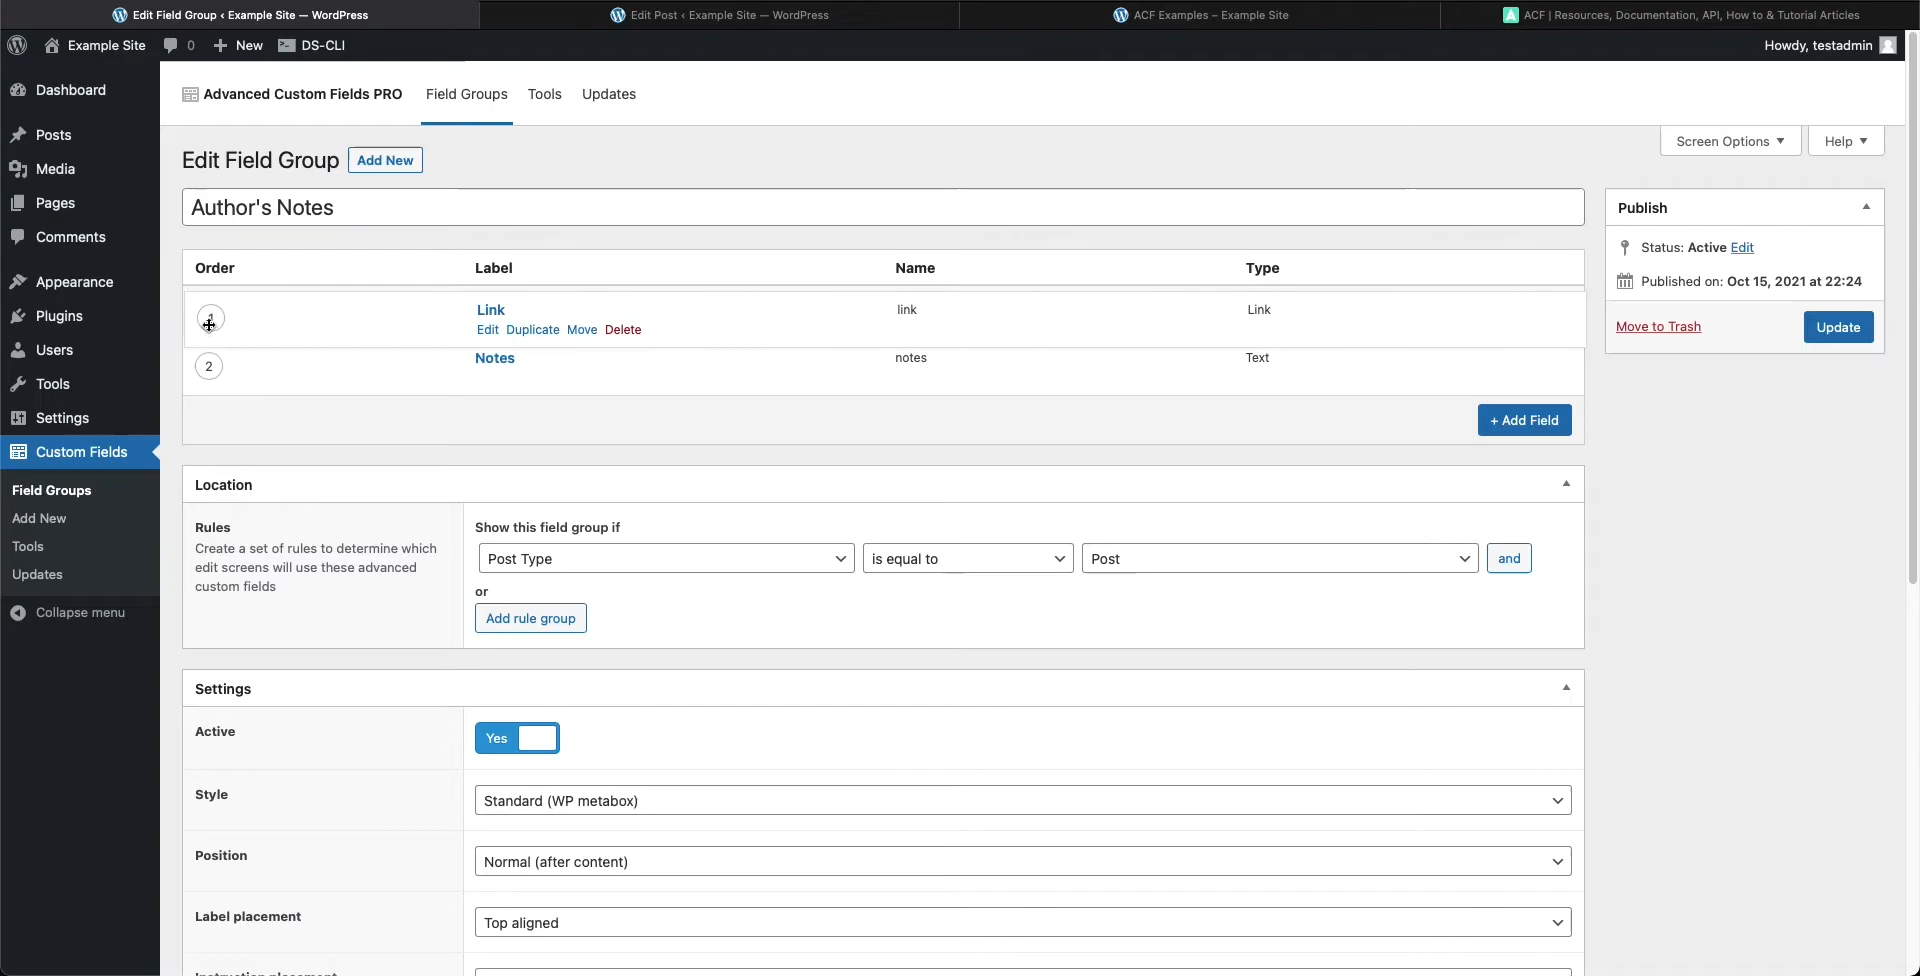 Edit Field Group ‹ Example Site — WordPress
Edit Post ‹ Example Site — WordPress
ACF Examples – Example Site
ACF | Resources, Documentation, API, How to & Tutorial Articles
Example Site
0
New
DS-CLI
Howdy, testadmin
Dashboard
Posts
Media
Pages
Comments
Appearance
Plugins
Users
Tools
Settings
Custom Fields
Field Groups
Add New
Tools
Updates
Collapse menu
Advanced Custom Fields PRO
Field Groups
Tools
Updates
Screen Options
Help
Edit Field Group
Add New
Author's Notes
Order
Label
Name
Type
Link
link
Link
Edit Duplicate Move Delete
2
Notes
notes
Text
+ Add Field
Location
Rules
Create a set of rules to determine which
edit screens will use these advanced
custom fields
Show this field group if
Post Type
is equal to
Post
and
or
Add rule group
Settings
Active
Yes
Style
Standard (WP metabox)
Position
Normal (after content)
Label placement
Top aligned
Publish
Status: Active Edit
Published on: Oct 15, 2021 at 22:24
Move to Trash
Update